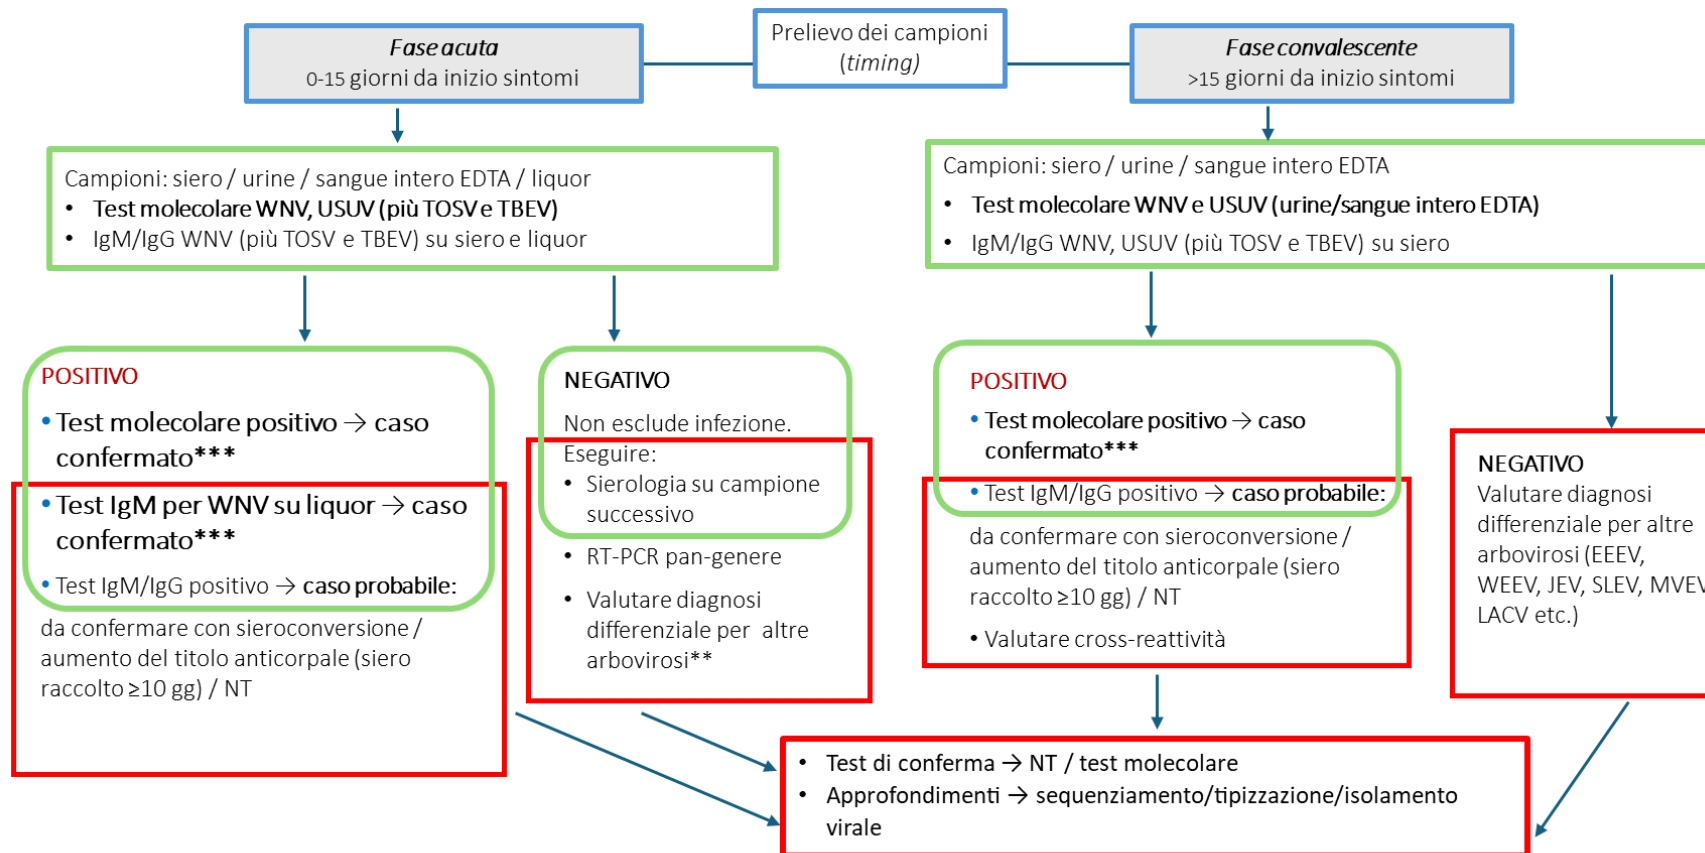 Prelievo dei campioni
(timing)
Fase acuta
0-15 giorni da inizio sintomi
Fase convalescente
>15 giorni da inizio sintomi
Campioni: siero / urine / sangue intero EDTA / liquor
• Test molecolare WNV, USUV (più TOSV e TBEV)
• IgM/IgG WNV (più TOSV e TBEV) su siero e liquor
Campioni: siero / urine / sangue intero EDTA
• Test molecolare WNV e USUV (urine/sangue intero EDTA)
• IgM/IgG WNV, USUV (più TOSV e TBEV) su siero
POSITIVO
• Test molecolare positivo → caso
confermato***
• Test IgM per WNV su liquor → caso
confermato***
• Test IgM/IgG positivo → caso probabile:
da confermare con sieroconversione /
aumento del titolo anticorpale (siero
raccolto ≥10 gg) / NT
NEGATIVO
Non esclude infezione.
Eseguire:
• Sierologia su campione
successivo
• RT-PCR pan-genere
• Valutare diagnosi
differenziale per altre
arbovirosi**
POSITIVO
• Test molecolare positivo → caso
confermato***
• Test IgM/IgG positivo → caso probabile:
da confermare con sieroconversione /
aumento del titolo anticorpale (siero
raccolto ≥10 gg) / NT
• Valutare cross-reattività
NEGATIVO
Valutare diagnosi
differenziale per altre
arbovirosi (EEEV,
WEEV, JEV, SLEV, MVEV
LACV etc.)
• Test di conferma → NT / test molecolare
• Approfondimenti → sequenziamento/tipizzazione/isolamento
virale